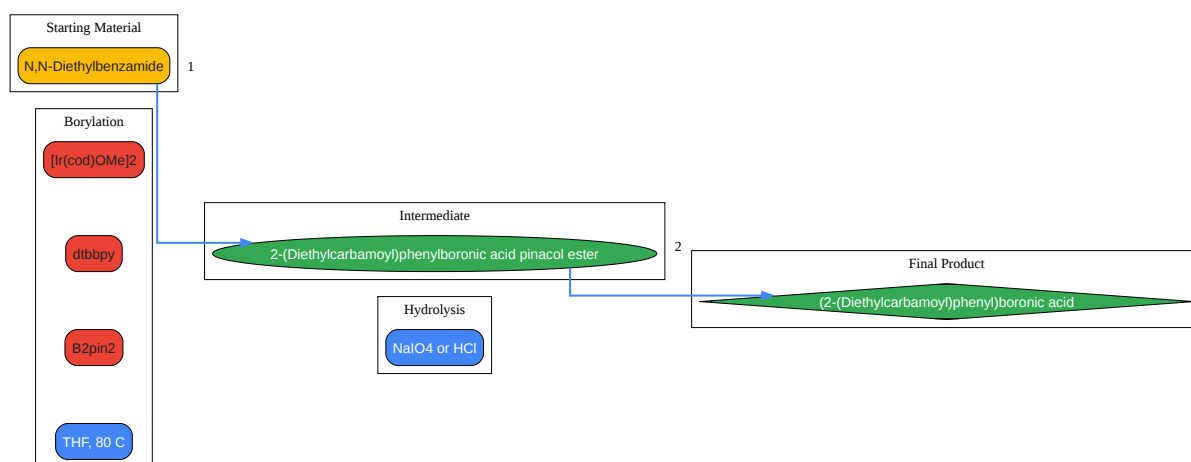 Starting Material
N,N-Diethylbenzamide
1
Borylation
[Ir(cod)OMe]2
dtbbpy
B2pin2
THF, 80 C
Intermediate
2-(Diethylcarbamoyl)phenylboronic acid pinacol ester
2
Hydrolysis
NaIO4 or HCl
Final Product
(2-(Diethylcarbamoyl)phenyl)boronic acid